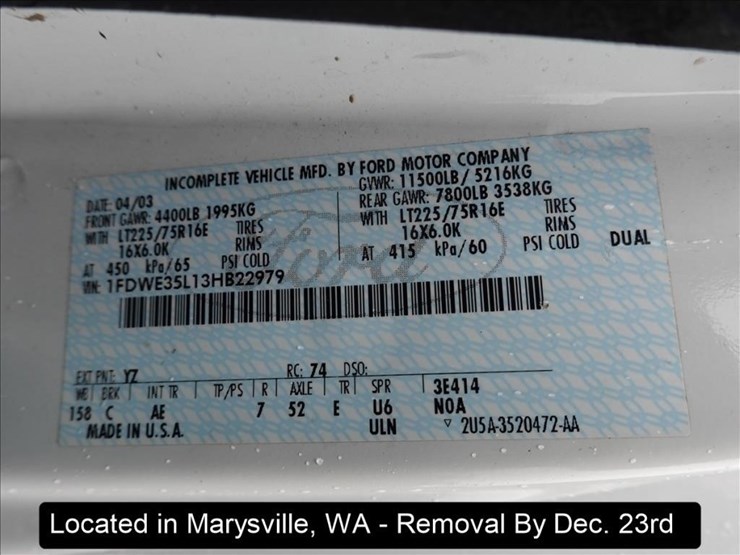 INCOMPLETE VEHICLE MFD. BY FORD MOTOR COMPANY
DATE: 04/03 GVWR: 11500LB/ 5216KG
FRONT GAWR: 4400LB 1995KG REAR GAWR: 7800LB 3538KG
WITH LT225/75R16E TIRES WITH LT225/75R16E TIRES
16X6.0K RIMS 16X6.0K RIMS
AT 450 kPa/65 PSI COLD AT 415 kPa/60 PSI COLD DUAL
VIN: 1FDWE35L13HB22979
Ford
EXT PNT: YZ RC: 74 DSO:
WB BRK INT TR TP/PS R AXLE TR SPR 3E414
158 C AE 7 52 E U6 NOA
MADE IN U.S.A. ULN ▽ 2U5A-3520472-AA
Located in Marysville, WA - Removal By Dec. 23rd